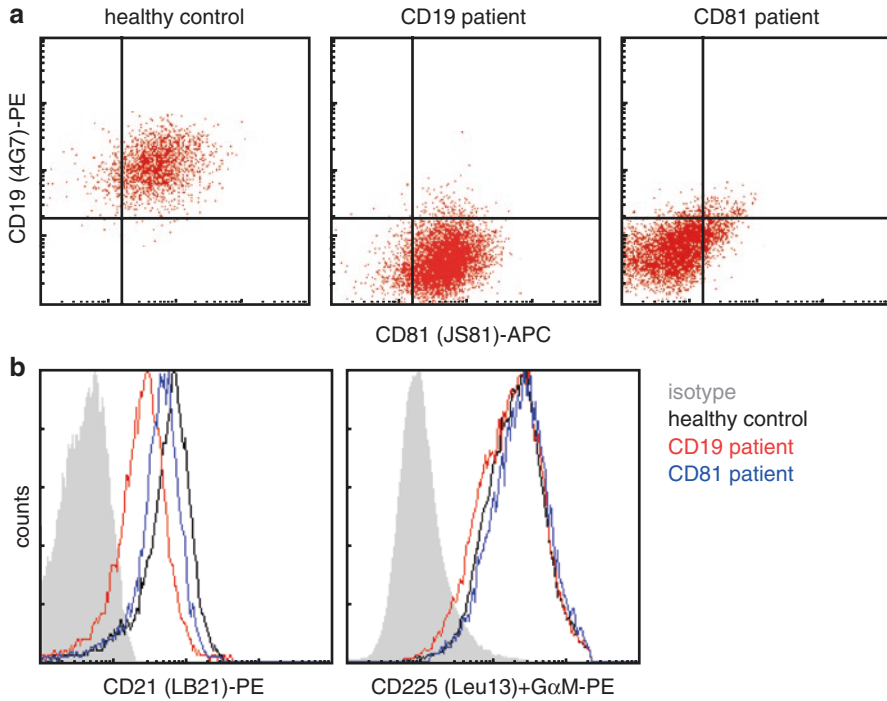 a
healthy control
CD19 patient
CD81 patient
CD19 (4G7)-PE
CD81 (JS81)-APC
b
counts
CD21 (LB21)-PE
CD225 (Leu13)+GαM-PE
isotype
healthy control
CD19 patient
CD81 patient